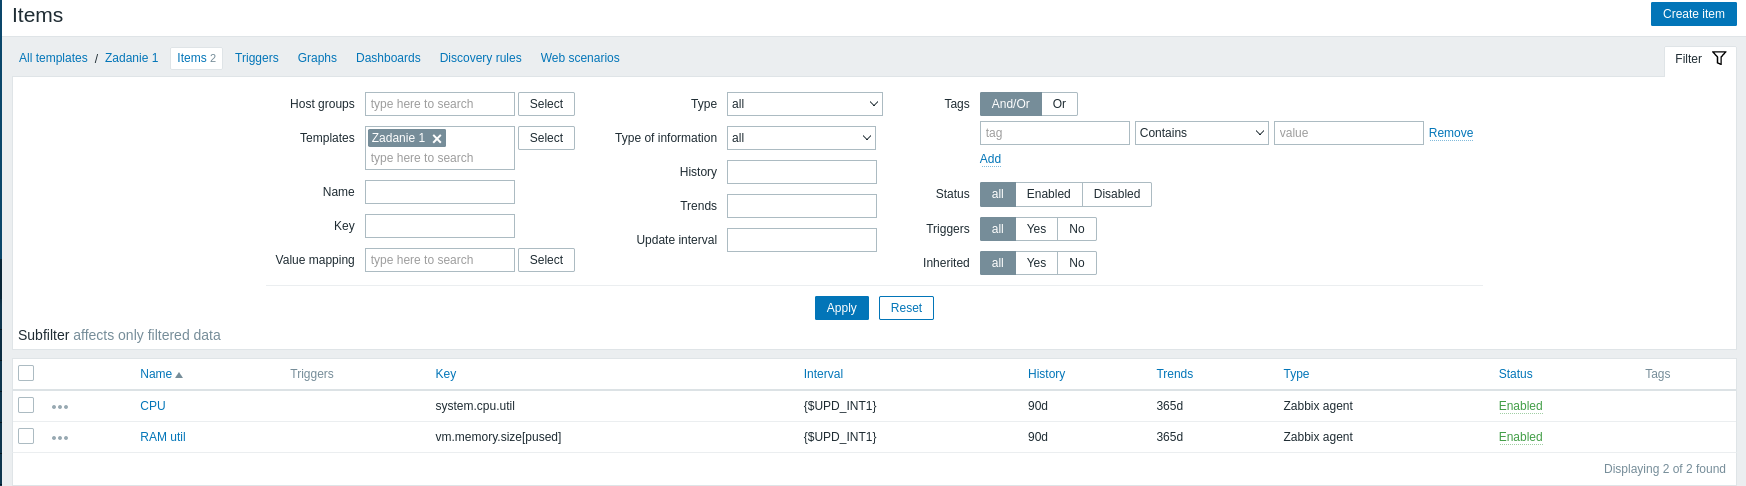 Items
Create item
All templates / Zadanie 1 Items 2 Triggers Graphs Dashboards Discovery rules Web scenarios
Filter
Host groups type here to search Select
Templates Zadanie 1 Select
type here to search
Name
Key
Value mapping type here to search Select
Type all
Type of information all
History
Trends
Update interval
Tags And/Or Or
tag Contains value Remove
Add
Status all Enabled Disabled
Triggers all Yes No
Inherited all Yes No
Apply Reset
Subfilter affects only filtered data
Name Triggers Key Interval History Trends Type Status Tags
CPU system.cpu.util {$UPD_INT1} 90d 365d Zabbix agent Enabled
RAM util vm.memory.size[pused] {$UPD_INT1} 90d 365d Zabbix agent Enabled
Displaying 2 of 2 found